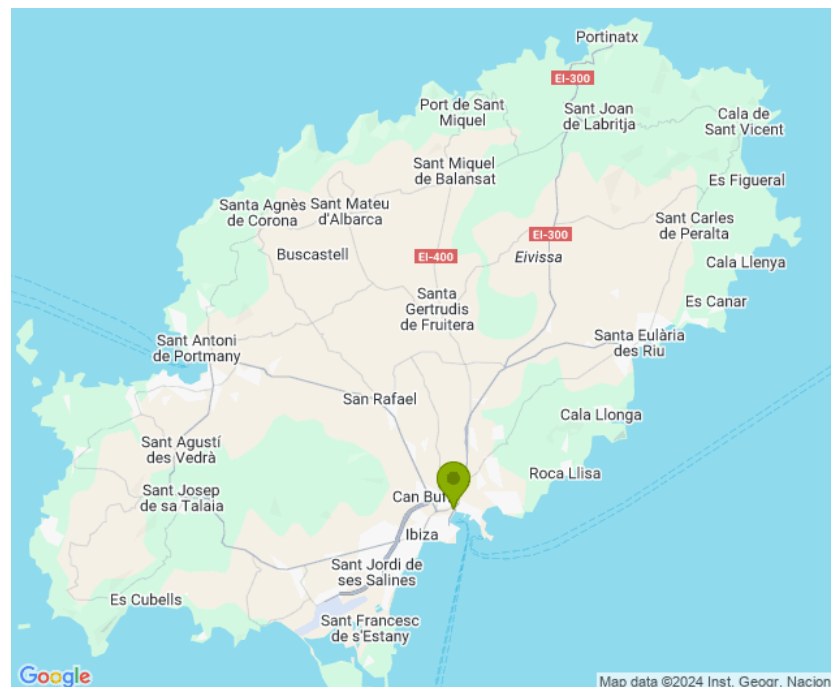 Portinatx
EI-300
Port de Sant
Miquel
Sant Joan
de Labritja
Cala de
Sant Vicent
Sant Miquel
de Balansat
Es Figueral
Santa Agnès
de Corona
Sant Mateu
d'Albarca
Sant Carles
de Peralta
EI-300
Buscastell
EI-400
Eivissa
Cala Llenya
Santa
Gertrudis
de Fruitera
Es Canar
Sant Antoni
de Portmany
Santa Eulària
des Riu
San Rafael
Cala Llonga
Sant Agustí
des Vedrà
Roca Llisa
Sant Josep
de sa Talaia
Can Buf
Ibiza
Sant Jordi de
ses Salines
Es Cubells
Sant Francesc
de s'Estany
Google
Map data ©2024 Inst. Geogr. Nacion